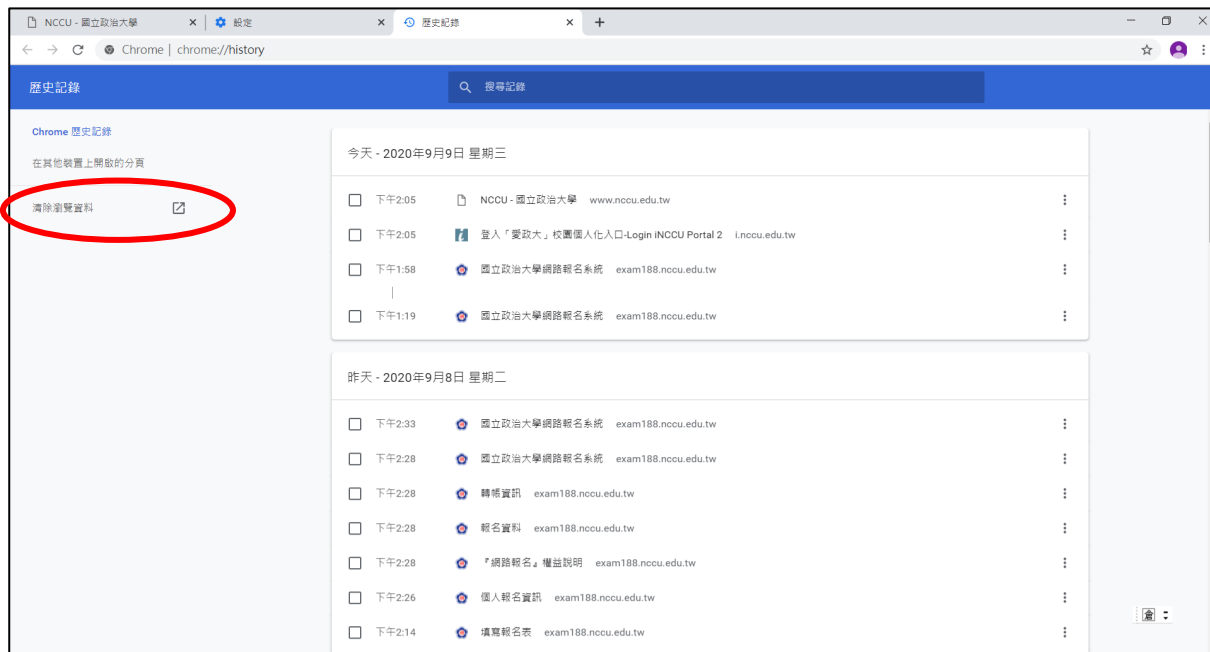 NCCU - 國立政治大學
設定
歷史記錄
Chrome | chrome://history
歷史記錄
搜尋記錄
Chrome 歷史記錄
在其他裝置上開啟的分頁
清除瀏覽資料
今天 - 2020年9月9日 星期三
下午2:05 NCCU - 國立政治大學 www.nccu.edu.tw
下午2:05 登入「愛政大」校園個人化入口-Login iNCCU Portal 2 i.nccu.edu.tw
下午1:58 國立政治大學網路報名系統 exam188.nccu.edu.tw
下午1:19 國立政治大學網路報名系統 exam188.nccu.edu.tw
昨天 - 2020年9月8日 星期二
下午2:33 國立政治大學網路報名系統 exam188.nccu.edu.tw
下午2:28 國立政治大學網路報名系統 exam188.nccu.edu.tw
下午2:28 轉帳資訊 exam188.nccu.edu.tw
下午2:28 報名資料 exam188.nccu.edu.tw
下午2:28 『網路報名』權益說明 exam188.nccu.edu.tw
下午2:26 個人報名資訊 exam188.nccu.edu.tw
下午2:14 填寫報名表 exam188.nccu.edu.tw